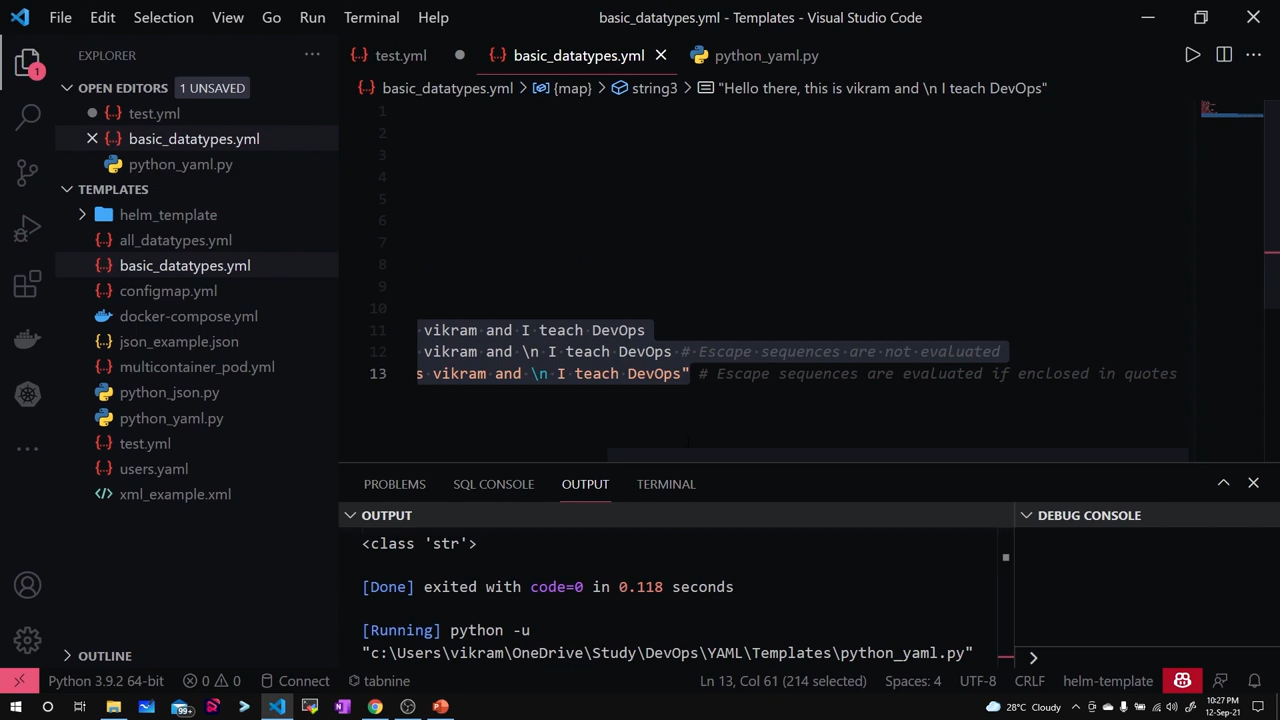 File Edit Selection View Go Run Terminal Help basic_datatypes.yml - Templates - Visual Studio Code
EXPLORER
test.yml basic_datatypes.yml python_yaml.py
OPEN EDITORS 1 UNSAVED
basic_datatypes.yml {map} string3 "Hello there, this is vikram and \n I teach DevOps"
test.yml
basic_datatypes.yml
python_yaml.py
TEMPLATES
helm_template
all_datatypes.yml
basic_datatypes.yml
configmap.yml
docker-compose.yml
json_example.json
multicontainer_pod.yml
python_json.py
python_yaml.py
test.yml
users.yaml
xml_example.xml
OUTLINE
1
2
3
4
5
6
7
8
9
10
11 vikram and I teach DevOps
12 vikram and \n I teach DevOps # Escape sequences are not evaluated
13 s vikram and \n I teach DevOps" # Escape sequences are evaluated if enclosed in quotes
PROBLEMS SQL CONSOLE OUTPUT TERMINAL
OUTPUT
<class 'str'>
[Done] exited with code=0 in 0.118 seconds
[Running] python -u
"c:\Users\vikram\OneDrive\Study\DevOps\YAML\Templates\python_yaml.py"
DEBUG CONSOLE
Python 3.9.2 64-bit 0 0 Connect tabnine Ln 13, Col 61 (214 selected) Spaces: 4 UTF-8 CRLF helm-template
99+ 28°C Cloudy 10:27 PM
12-Sep-21